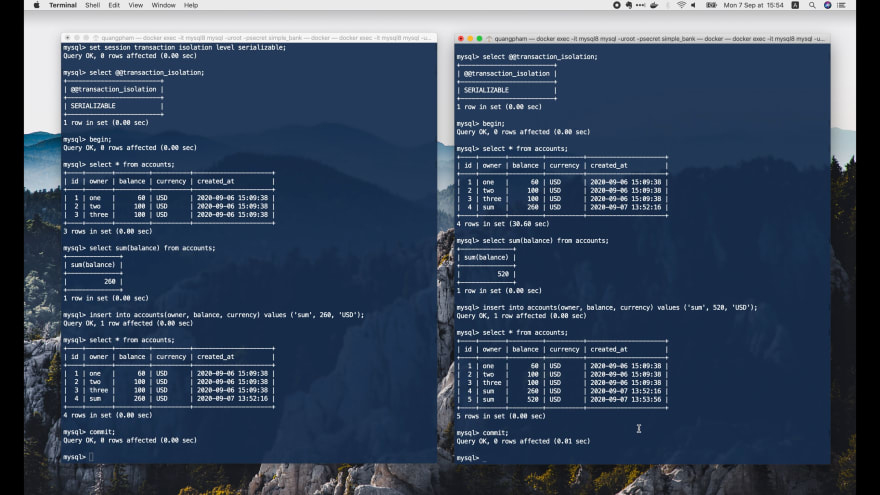 Terminal Shell Edit View Window Help
Mon 7 Sep at 15:54
quangpham — docker exec -it mysql8 mysql -uroot -psecret simple_bank — docker — docker exec -it mysql8 mysql -u...
mysql> set session transaction isolation level serializable;
Query OK, 0 rows affected (0.00 sec)
mysql> select @@transaction_isolation;
+-------------------------+
| @@transaction_isolation |
+-------------------------+
| SERIALIZABLE |
+-------------------------+
1 row in set (0.00 sec)
mysql> begin;
Query OK, 0 rows affected (0.00 sec)
mysql> select * from accounts;
+----+-------+---------+----------+---------------------+
| id | owner | balance | currency | created_at |
+----+-------+---------+----------+---------------------+
| 1 | one | 60 | USD | 2020-09-06 15:09:38 |
| 2 | two | 100 | USD | 2020-09-06 15:09:38 |
| 3 | three | 100 | USD | 2020-09-06 15:09:38 |
+----+-------+---------+----------+---------------------+
3 rows in set (0.00 sec)
mysql> select sum(balance) from accounts;
+--------------+
| sum(balance) |
+--------------+
| 260 |
+--------------+
1 row in set (0.00 sec)
mysql> insert into accounts(owner, balance, currency) values ('sum', 260, 'USD');
Query OK, 1 row affected (0.00 sec)
mysql> select * from accounts;
+----+-------+---------+----------+---------------------+
| id | owner | balance | currency | created_at |
+----+-------+---------+----------+---------------------+
| 1 | one | 60 | USD | 2020-09-06 15:09:38 |
| 2 | two | 100 | USD | 2020-09-06 15:09:38 |
| 3 | three | 100 | USD | 2020-09-06 15:09:38 |
| 4 | sum | 260 | USD | 2020-09-07 13:52:16 |
+----+-------+---------+----------+---------------------+
4 rows in set (0.00 sec)
mysql> commit;
Query OK, 0 rows affected (0.00 sec)
mysql>
quangpham — docker exec -it mysql8 mysql -uroot -psecret simple_bank — docker — docker exec -it mysql8 mysql -u...
mysql> select @@transaction_isolation;
+-------------------------+
| @@transaction_isolation |
+-------------------------+
| SERIALIZABLE |
+-------------------------+
1 row in set (0.00 sec)
mysql> begin;
Query OK, 0 rows affected (0.00 sec)
mysql> select * from accounts;
+----+-------+---------+----------+---------------------+
| id | owner | balance | currency | created_at |
+----+-------+---------+----------+---------------------+
| 1 | one | 60 | USD | 2020-09-06 15:09:38 |
| 2 | two | 100 | USD | 2020-09-06 15:09:38 |
| 3 | three | 100 | USD | 2020-09-06 15:09:38 |
| 4 | sum | 260 | USD | 2020-09-07 13:52:16 |
+----+-------+---------+----------+---------------------+
4 rows in set (30.60 sec)
mysql> select sum(balance) from accounts;
+--------------+
| sum(balance) |
+--------------+
| 520 |
+--------------+
1 row in set (0.00 sec)
mysql> insert into accounts(owner, balance, currency) values ('sum', 520, 'USD');
Query OK, 1 row affected (0.00 sec)
mysql> select * from accounts;
+----+-------+---------+----------+---------------------+
| id | owner | balance | currency | created_at |
+----+-------+---------+----------+---------------------+
| 1 | one | 60 | USD | 2020-09-06 15:09:38 |
| 2 | two | 100 | USD | 2020-09-06 15:09:38 |
| 3 | three | 100 | USD | 2020-09-06 15:09:38 |
| 4 | sum | 260 | USD | 2020-09-07 13:52:16 |
| 5 | sum | 520 | USD | 2020-09-07 13:53:56 |
+----+-------+---------+----------+---------------------+
5 rows in set (0.00 sec)
mysql> commit;
Query OK, 0 rows affected (0.01 sec)
mysql> _